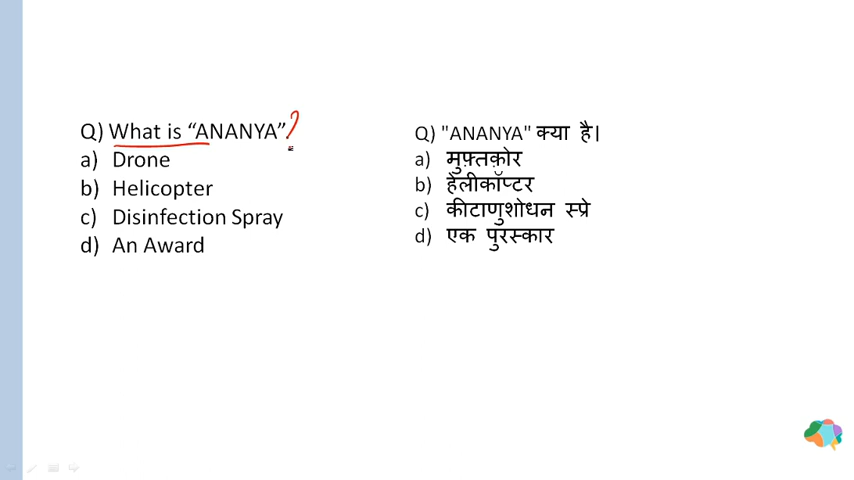 Q) What is “ANANYA”?
a) Drone
b) Helicopter
c) Disinfection Spray
d) An Award
Q) "ANANYA" क्या है।
a) मुफ़्तक़ोर
b) हेलीकॉप्टर
c) कीटाणुशोधन स्प्रे
d) एक पुरस्कार